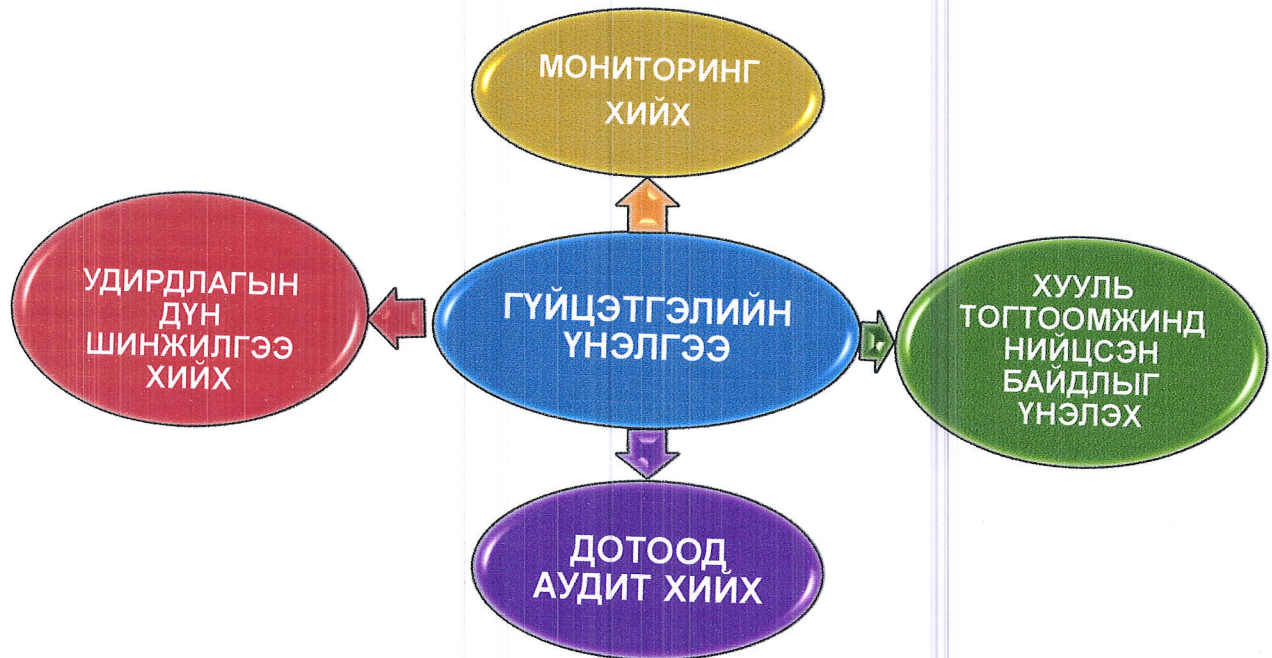 МОНИТОРИНГ
ХИЙХ
УДИРДЛАГЫН
ДҮН
ШИНЖИЛГЭЭ
ХИЙХ
ГҮЙЦЭТГЭЛИЙН
ҮНЭЛГЭЭ
ХУУЛЬ
ТОГТООМЖИНД
НИЙЦСЭН
БАЙДЛЫГ
ҮНЭЛЭХ
ДОТООД
АУДИТ ХИЙХ